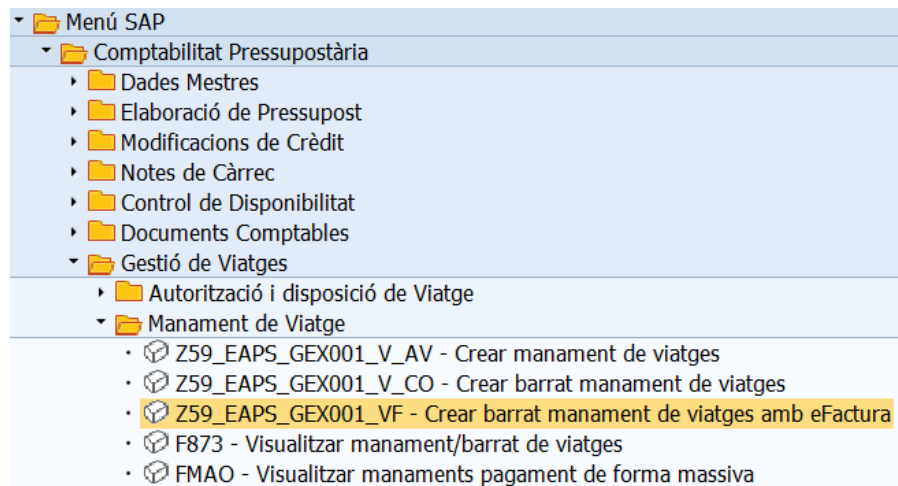 Menú SAP
Comptabilitat Pressupostària
Dades Mestres
Elaboració de Pressupost
Modificacions de Crèdit
Notes de Càrrec
Control de Disponibilitat
Documents Comptables
Gestió de Viatges
Autorització i disposició de Viatge
Manament de Viatge
Z59_EAPS_GEX001_V_AV - Crear manament de viatges
Z59_EAPS_GEX001_V_CO - Crear barrat manament de viatges
Z59_EAPS_GEX001_VF - Crear barrat manament de viatges amb eFactura
F873 - Visualitzar manament/barrat de viatges
FMAO - Visualitzar manaments pagament de forma massiva